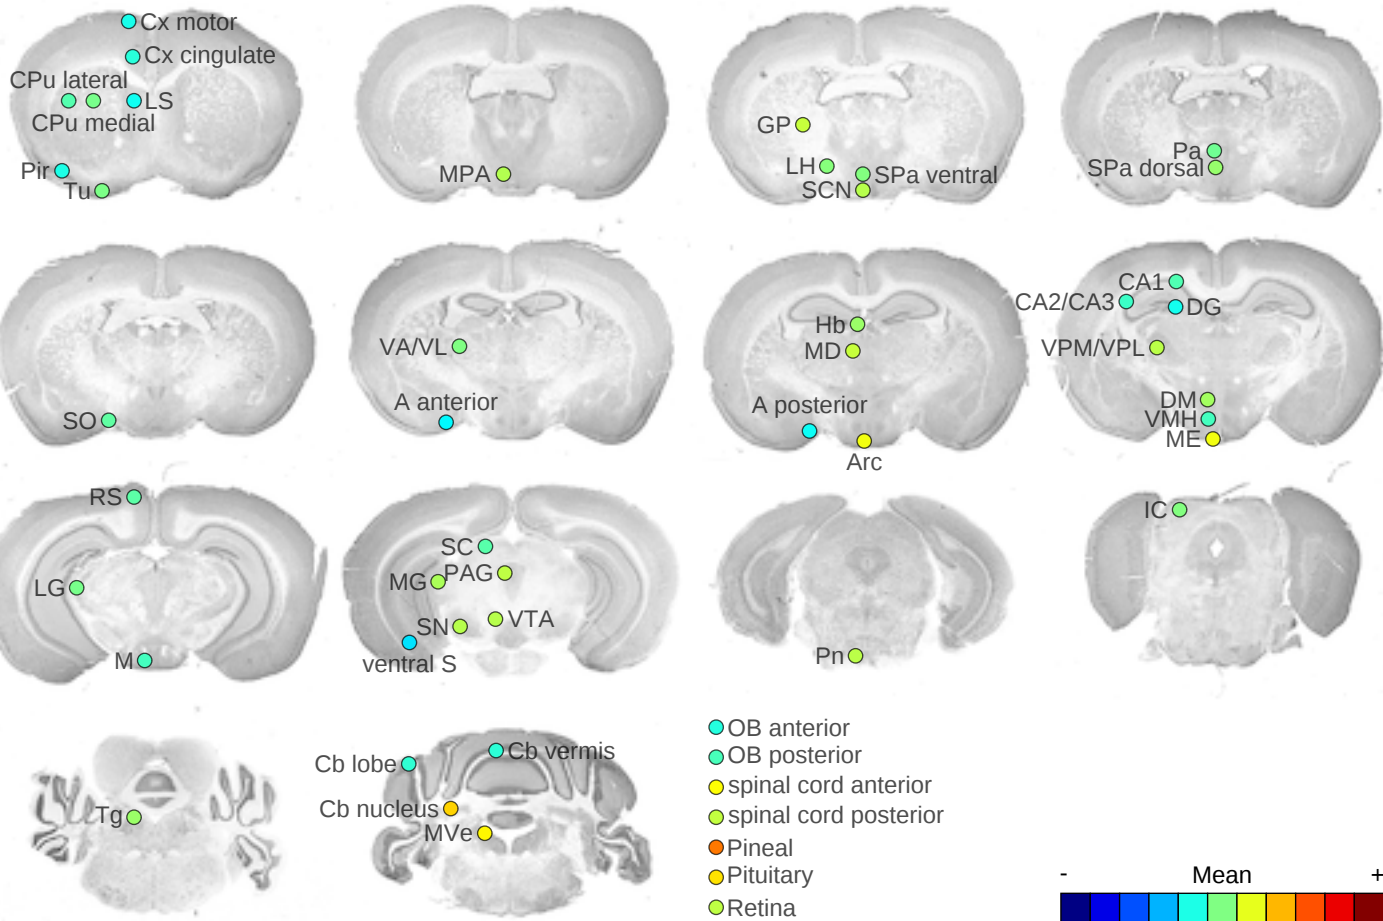 Cx motor
Cx cingulate
CPu lateral
LS
CPu medial
Pir
Tu
MPA
GP
LH
SPa ventral
SCN
Pa
SPa dorsal
SO
VA/VL
A anterior
Hb
MD
A posterior
Arc
CA1
CA2/CA3
DG
VPM/VPL
DM
VMH
ME
RS
LG
M
SC
PAG
MG
VTA
SN
ventral S
Pn
IC
Tg
Cb vermis
Cb lobe
Cb nucleus
MVe
OB anterior
OB posterior
spinal cord anterior
spinal cord posterior
Pineal
Pituitary
Retina
- Mean +